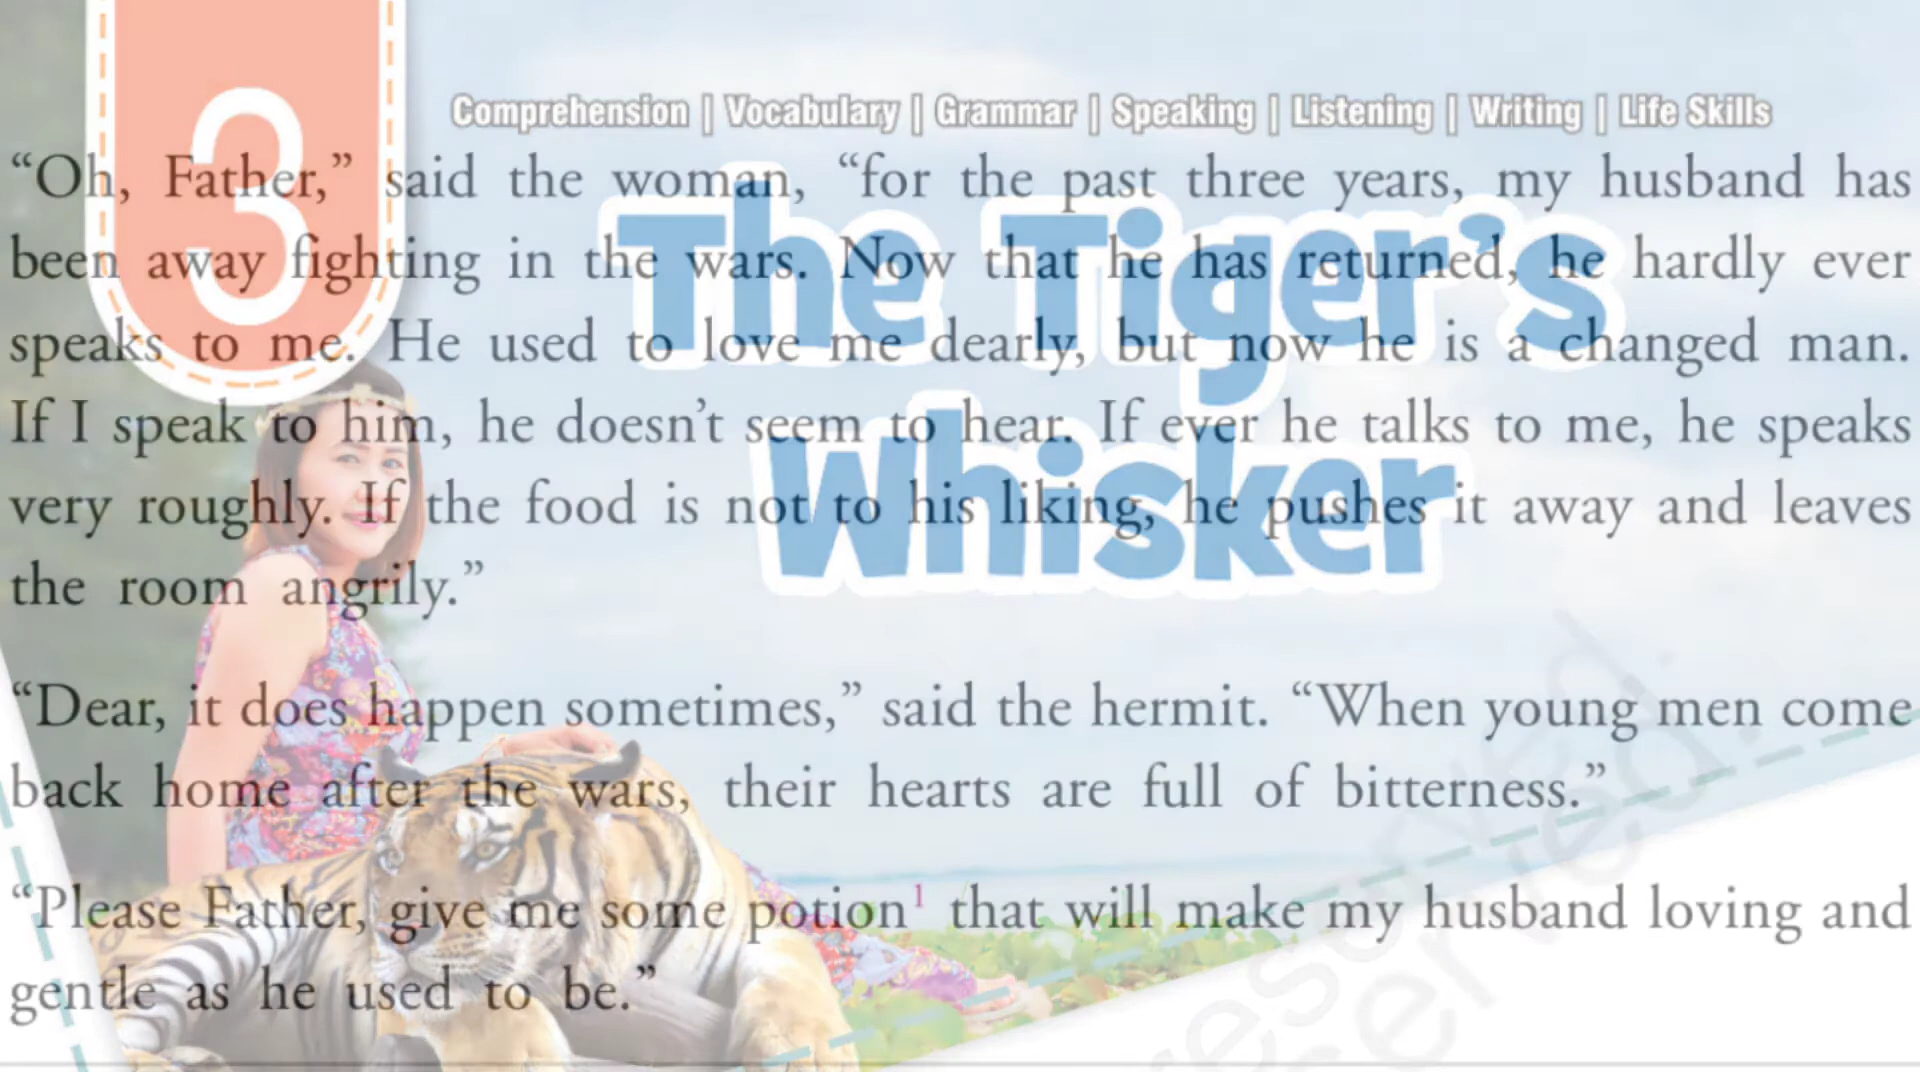 3
Comprehension | Vocabulary | Grammar | Speaking | Listening | Writing | Life Skills
The Tiger's
Whisker
“Oh, Father,” said the woman, “for the past three years, my husband has
been away fighting in the wars. Now that he has returned, he hardly ever
speaks to me. He used to love me dearly, but now he is a changed man.
If I speak to him, he doesn’t seem to hear. If ever he talks to me, he speaks
very roughly. If the food is not to his liking, he pushes it away and leaves
the room angrily.”
“Dear, it does happen sometimes,” said the hermit. “When young men come
back home after the wars, their hearts are full of bitterness.”
“Please Father, give me some potion¹ that will make my husband loving and
gentle as he used to be.”